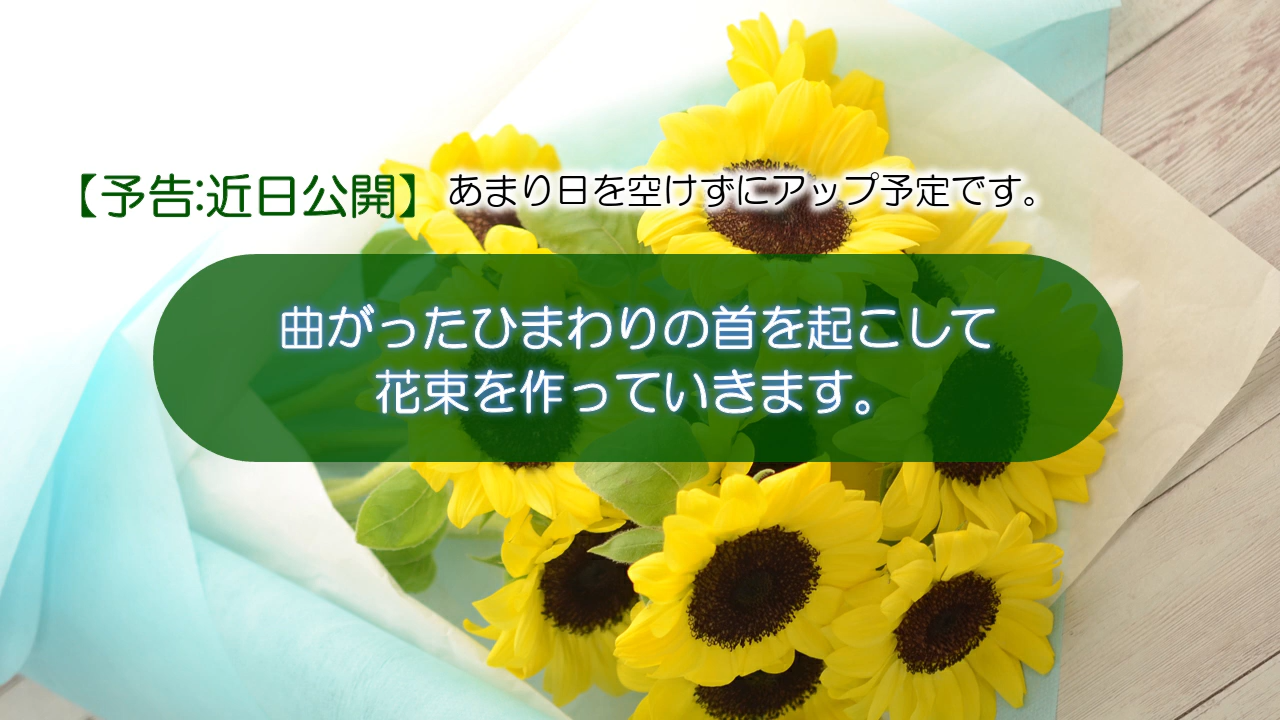 【予告:近日公開】 あまり日を空けずにアップ予定です。
曲がったひまわりの首を起こして
花束を作っていきます。